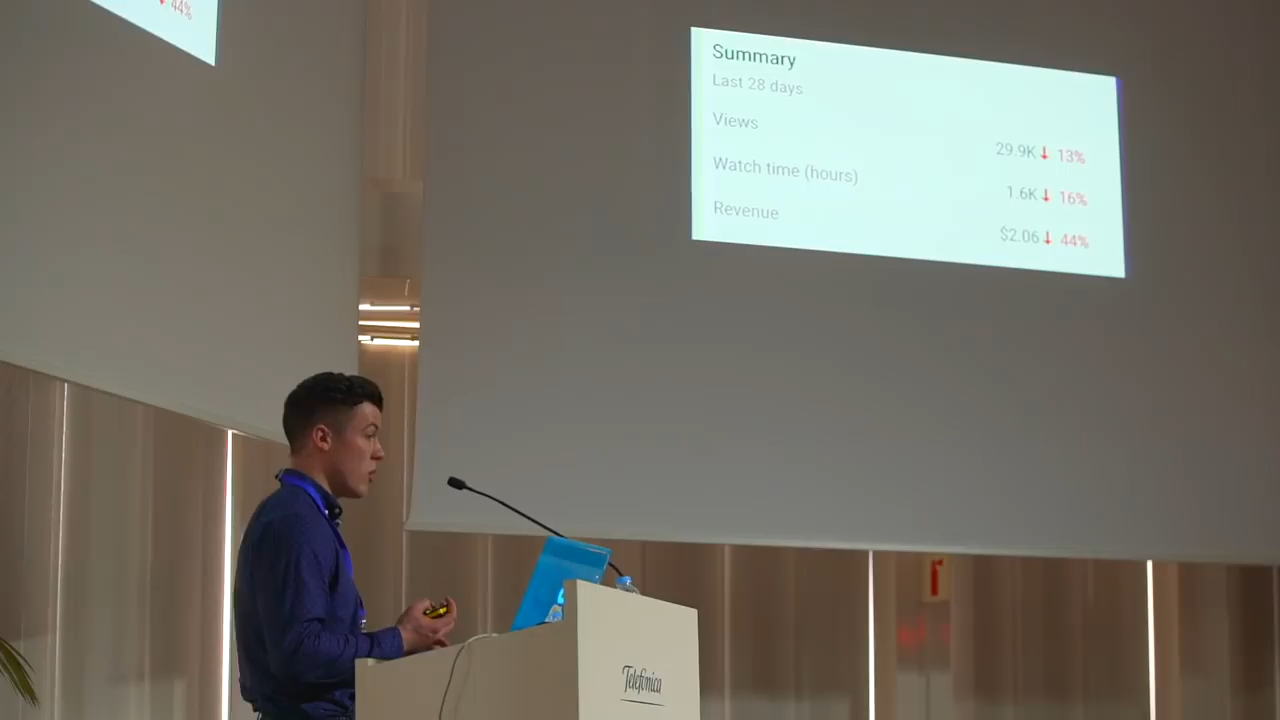 44%
Summary
Last 28 days
Views
29.9K↓ 13%
Watch time (hours)
1.6K↓ 16%
Revenue
$2.06↓ 44%
Telefónica